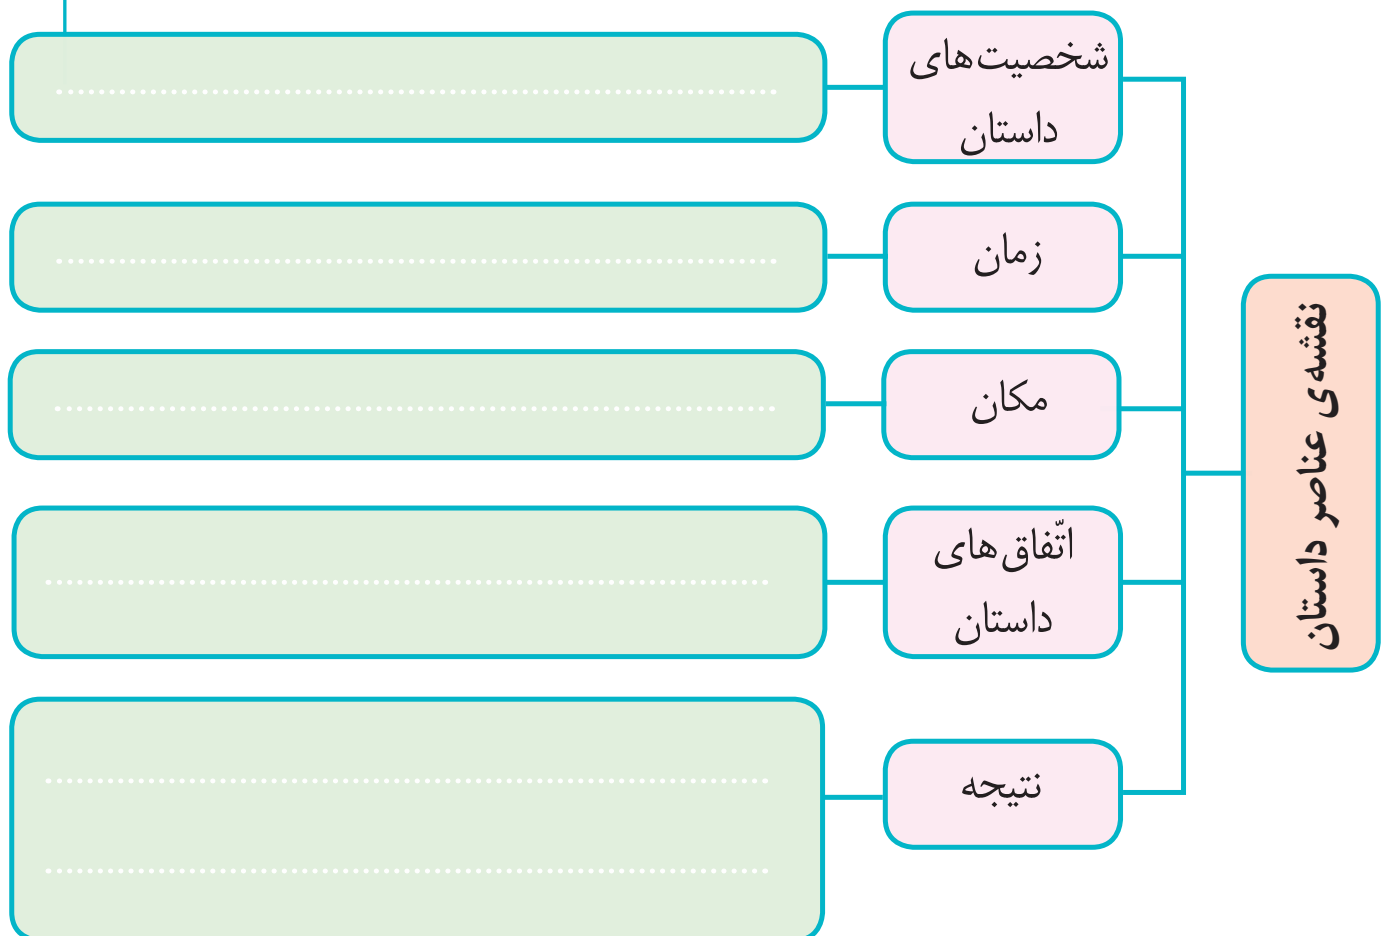 نقشه‌ی عناصر داستان
شخصیت‌های
داستان
زمان
مکان
اتّفاق‌های
داستان
نتیجه